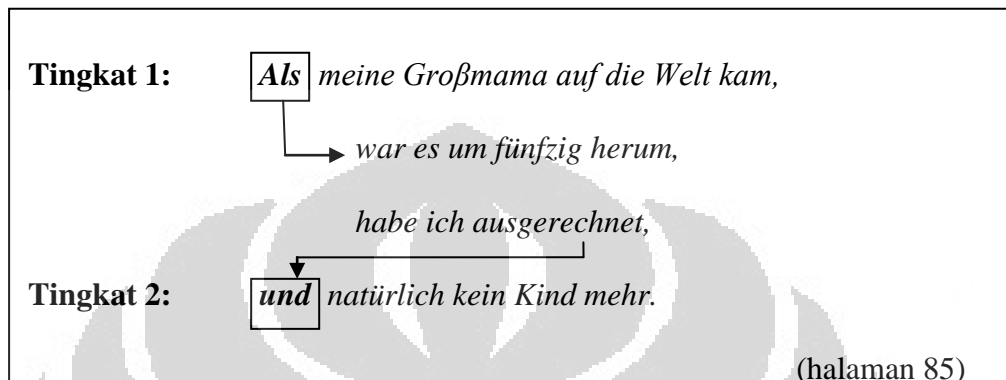 Tingkat 1: Als meine Großmama auf die Welt kam,
war es um fünfzig herum,
habe ich ausgerechnet,
Tingkat 2: und natürlich kein Kind mehr.
(halaman 85)